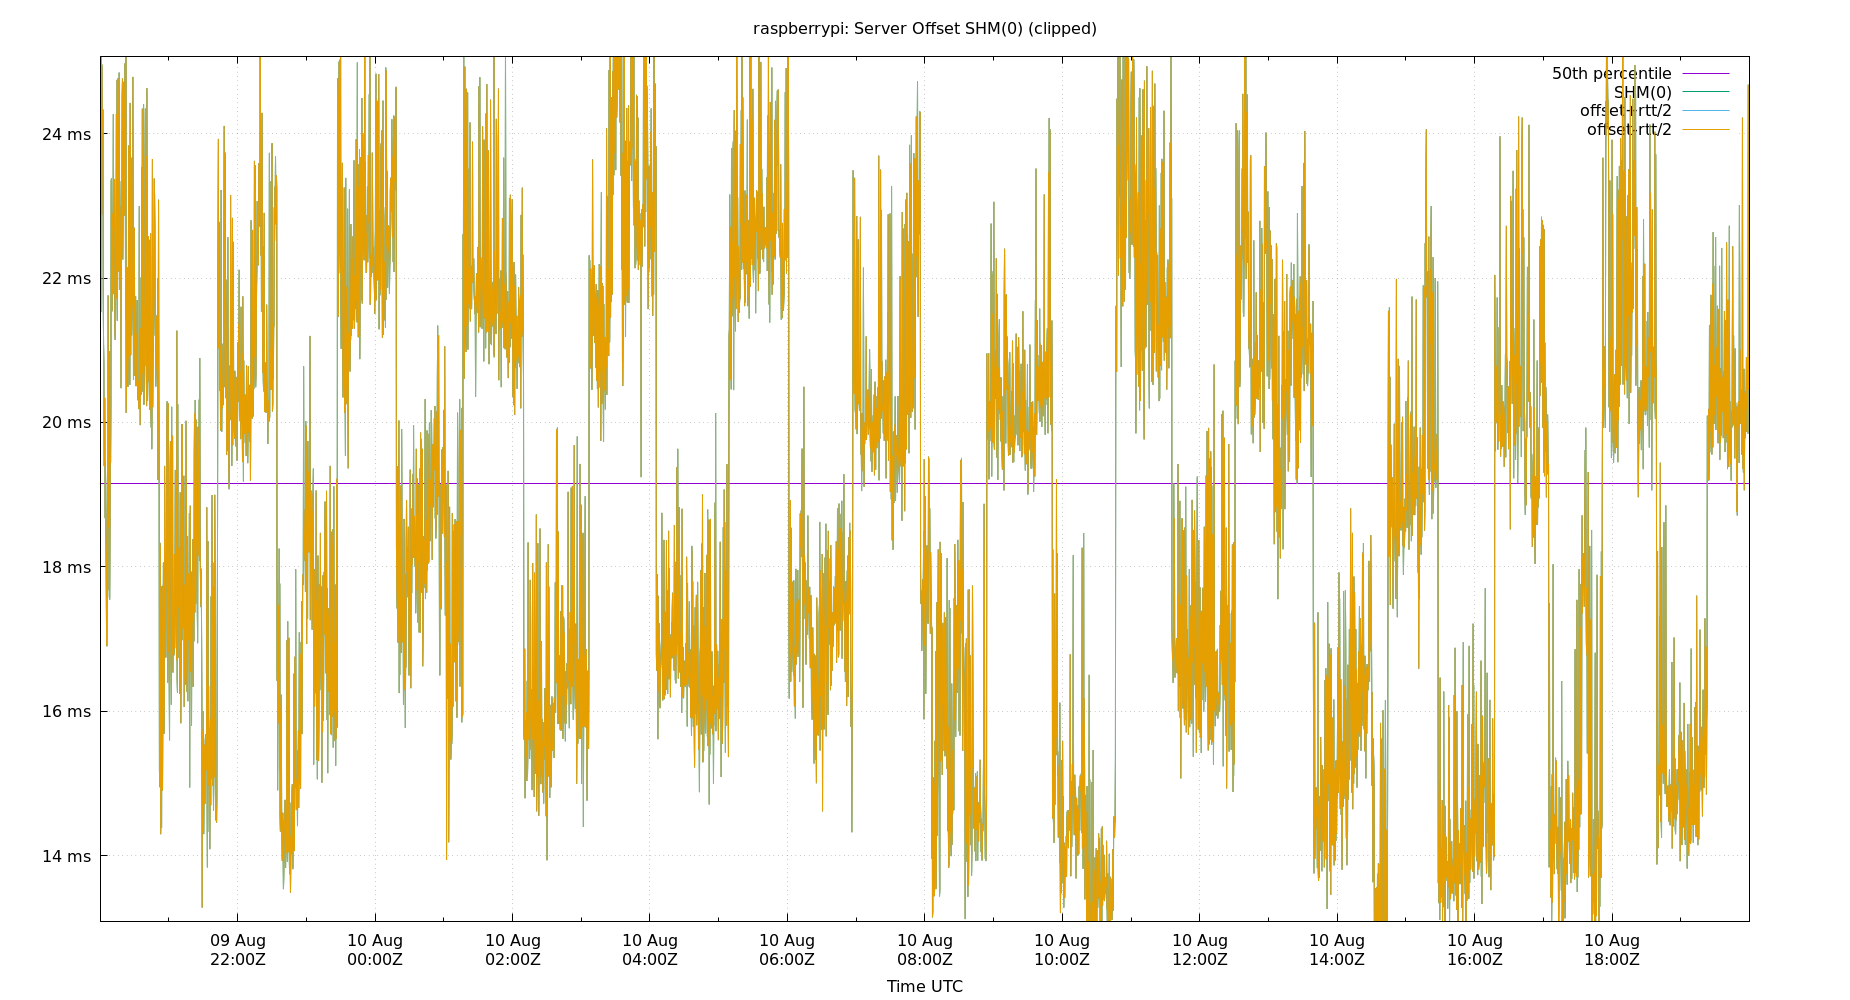 raspberrypi: Server Offset SHM(0) (clipped)
50th percentile
SHM(0)
offset+rtt/2
offset-rtt/2
24 ms
22 ms
20 ms
18 ms
16 ms
14 ms
09 Aug
22:00Z
10 Aug
00:00Z
10 Aug
02:00Z
10 Aug
04:00Z
10 Aug
06:00Z
10 Aug
08:00Z
10 Aug
10:00Z
10 Aug
12:00Z
10 Aug
14:00Z
10 Aug
16:00Z
10 Aug
18:00Z
Time UTC